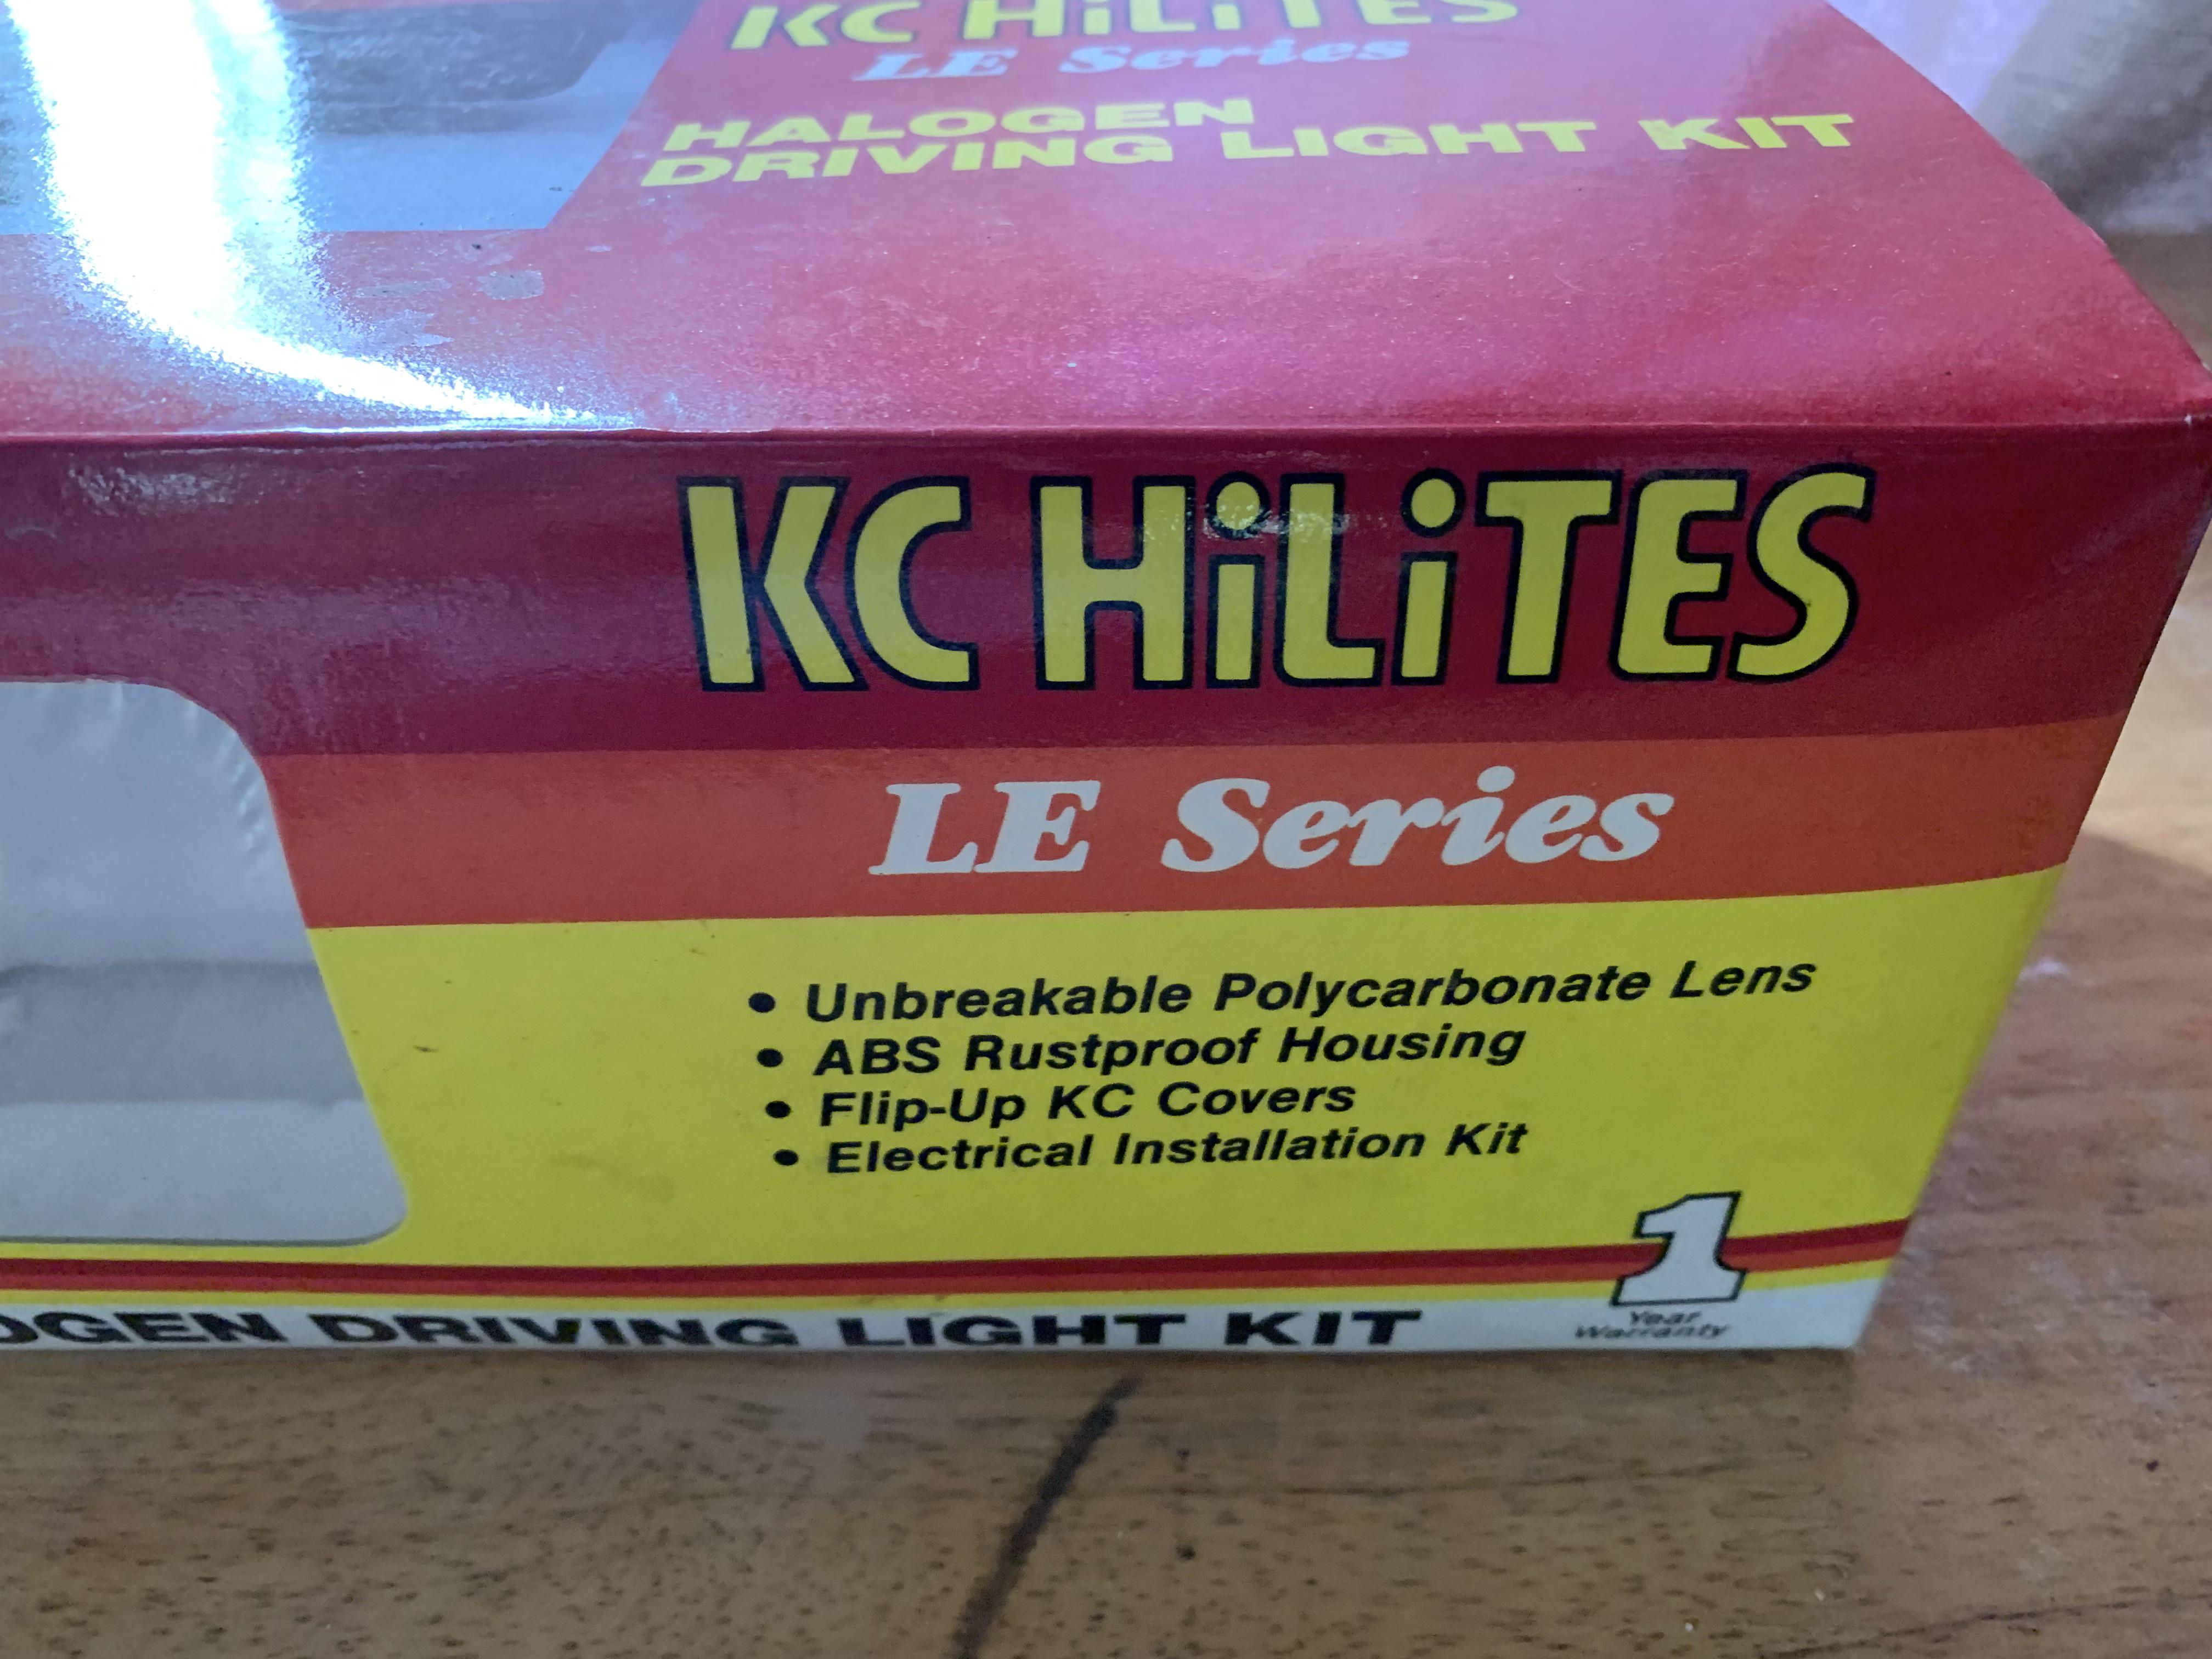 KC HiLiTES
LE Series
HALOGEN
DRIVING LIGHT KIT
KC HiLiTES
LE Series
• Unbreakable Polycarbonate Lens
• ABS Rustproof Housing
• Flip-Up KC Covers
• Electrical Installation Kit
OGEN DRIVING LIGHT KIT
1
Year
Warranty